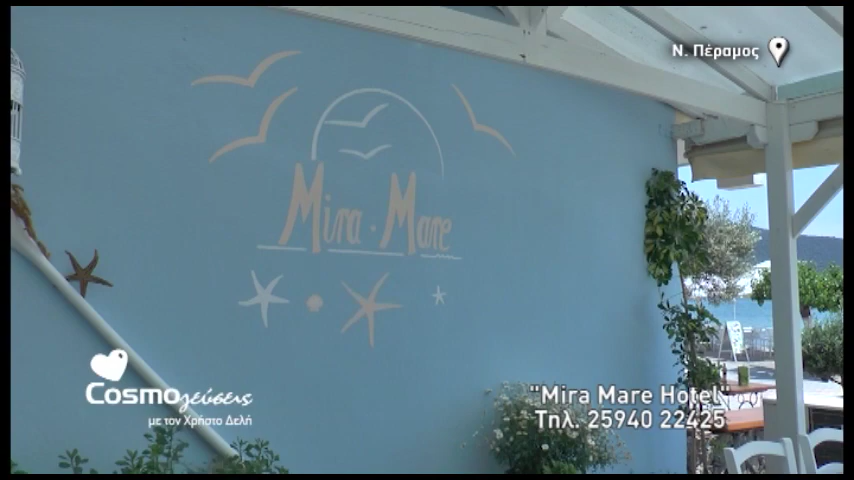 Ν. Πέραμος
Mira · Mare
Cosmoγεύσεις
με τον Χρήστο Δελή
"Mira Mare Hotel"
Τηλ. 25940 22425